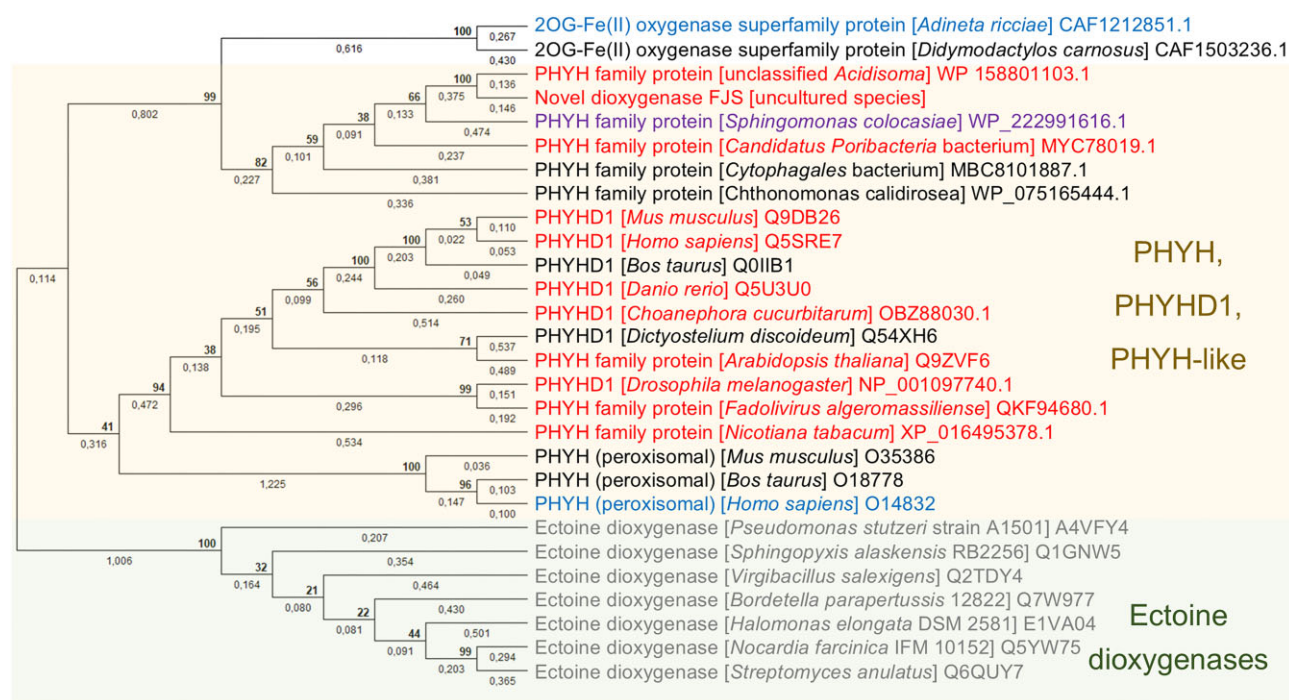 2OG-Fe(II) oxygenase superfamily protein [Adineta ricciae] CAF1212851.1
100
0,267
0,616
2OG-Fe(II) oxygenase superfamily protein [Didymodactylos carnosus] CAF1503236.1
0,430
PHYH family protein [unclassified Acidisoma] WP 158801103.1
100
0,136
99
66
0,375
Novel dioxygenase FJS [uncultured species]
0,802
0,133
0,146
38
PHYH family protein [Sphingomonas colocasiae] WP_222991616.1
0,091
0,474
59
PHYH family protein [Candidatus Poribacteria bacterium] MYC78019.1
0,101
0,237
82
PHYH family protein [Cytophagales bacterium] MBC8101887.1
0,227
0,381
PHYH family protein [Chthonomonas calidirosea] WP_075165444.1
0,336
PHYHD1 [Mus musculus] Q9DB26
53
0,110
100
0,022
PHYHD1 [Homo sapiens] Q5SRE7
0,203
0,053
100
PHYHD1 [Bos taurus] Q0IIB1
0,114
0,244
0,049
56
PHYHD1 [Danio rerio] Q5U3U0
0,099
0,260
51
PHYHD1 [Choanephora cucurbitarum] OBZ88030.1
0,195
0,514
PHYHD1 [Dictyostelium discoideum] Q54XH6
38
71
0,537
0,138
0,118
PHYH family protein [Arabidopsis thaliana] Q9ZVF6
0,489
94
PHYHD1 [Drosophila melanogaster] NP_001097740.1
99
0,151
0,472
0,296
PHYH family protein [Fadolivirus algeromassiliense] QKF94680.1
0,192
41
PHYH family protein [Nicotiana tabacum] XP_016495378.1
0,316
0,534
PHYH (peroxisomal) [Mus musculus] O35386
100
0,036
1,225
PHYH (peroxisomal) [Bos taurus] O18778
96
0,103
0,147
PHYH (peroxisomal) [Homo sapiens] O14832
0,100
PHYH,
PHYHD1,
PHYH-like
Ectoine dioxygenase [Pseudomonas stutzeri strain A1501] A4VFY4
100
0,207
1,006
Ectoine dioxygenase [Sphingopyxis alaskensis RB2256] Q1GNW5
32
0,354
0,164
Ectoine dioxygenase [Virgibacillus salexigens] Q2TDY4
21
0,464
0,080
Ectoine dioxygenase [Bordetella parapertussis 12822] Q7W977
22
0,430
0,081
Ectoine dioxygenase [Halomonas elongata DSM 2581] E1VA04
44
0,501
0,091
Ectoine dioxygenase [Nocardia farcinica IFM 10152] Q5YW75
99
0,294
0,203
Ectoine dioxygenase [Streptomyces anulatus] Q6QUY7
0,365
Ectoine
dioxygenases